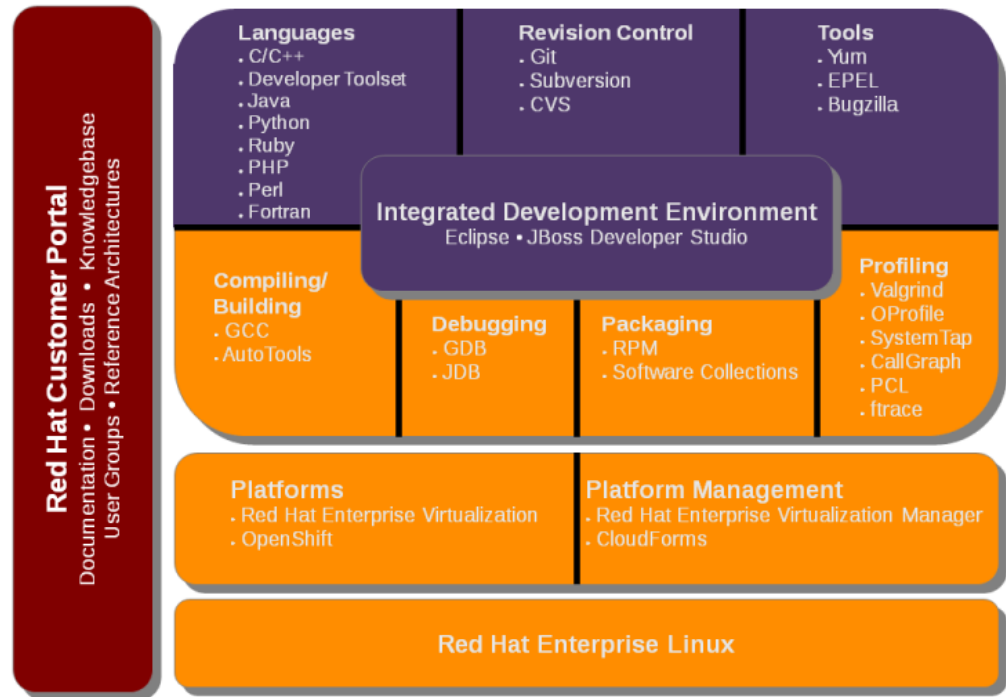 Red Hat Customer Portal
Documentation • Downloads • Knowledgebase
User Groups • Reference Architectures
Languages
. C/C++
. Developer Toolset
. Java
. Python
. Ruby
. PHP
. Perl
. Fortran
Revision Control
. Git
. Subversion
. CVS
Tools
. Yum
. EPEL
. Bugzilla
Integrated Development Environment
Eclipse • JBoss Developer Studio
Compiling/
Building
. GCC
. AutoTools
Debugging
. GDB
. JDB
Packaging
. RPM
. Software Collections
Profiling
. Valgrind
. OProfile
. SystemTap
. CallGraph
. PCL
. ftrace
Platforms
. Red Hat Enterprise Virtualization
. OpenShift
Platform Management
. Red Hat Enterprise Virtualization Manager
. CloudForms
Red Hat Enterprise Linux